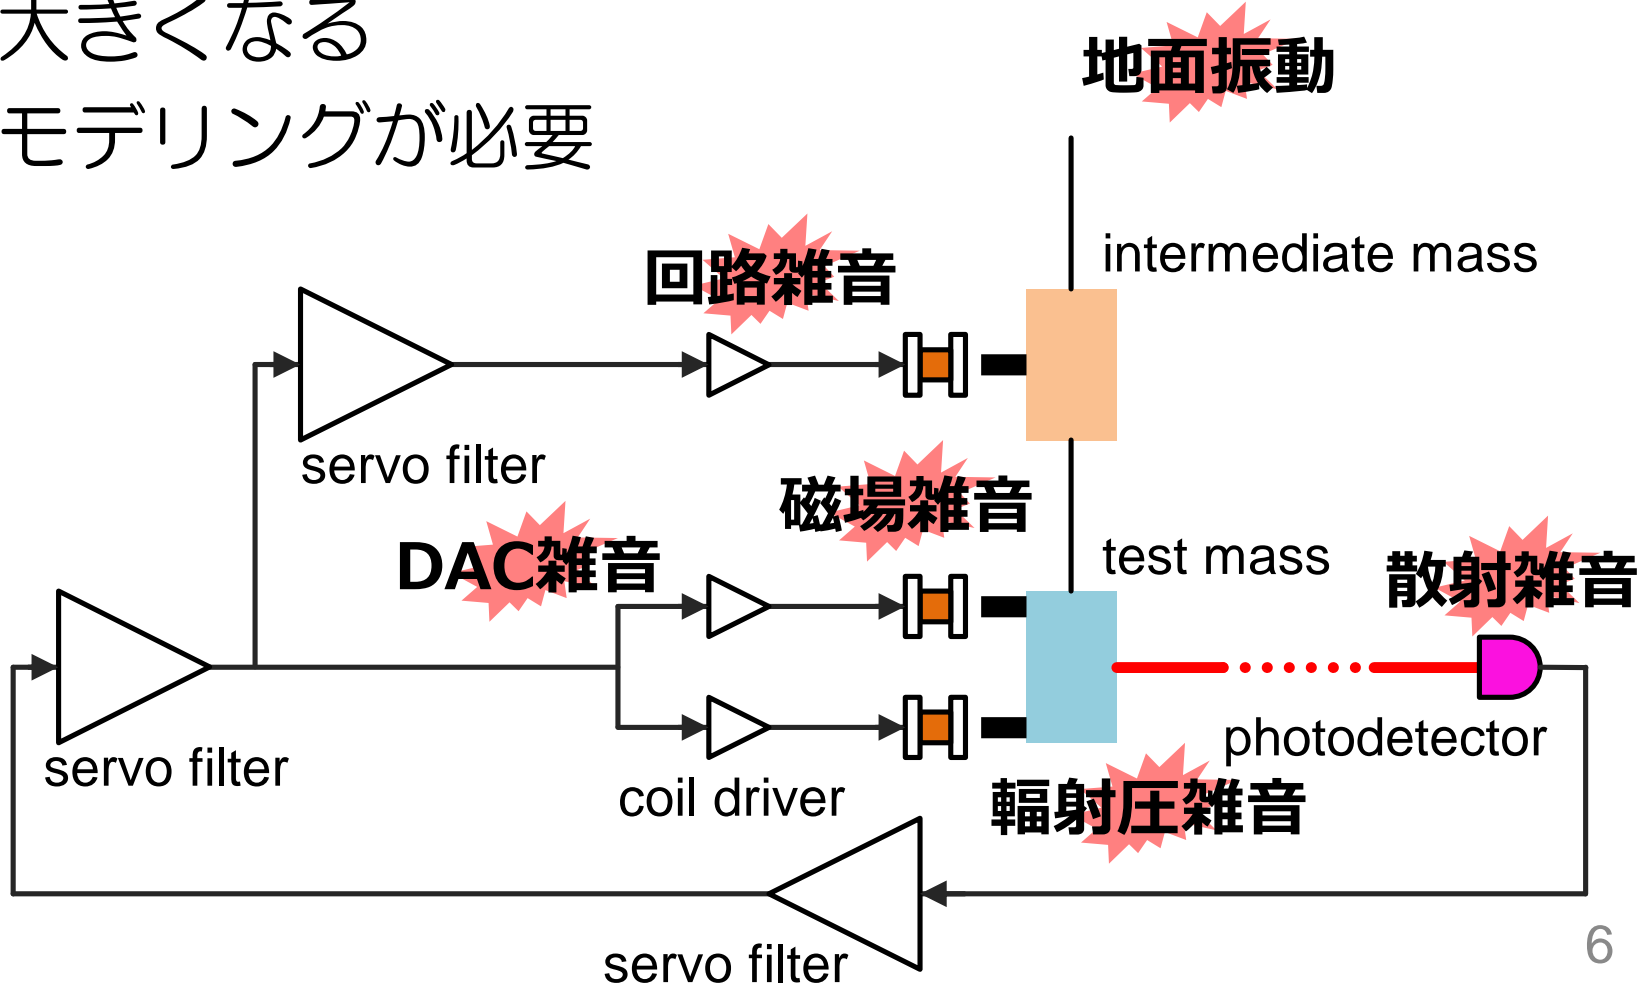 大きくなる
モデリングが必要
地面振動
intermediate mass
回路雑音
servo filter
磁場雑音
DAC雑音
test mass
散射雑音
servo filter
coil driver
photodetector
輻射圧雑音
servo filter
6